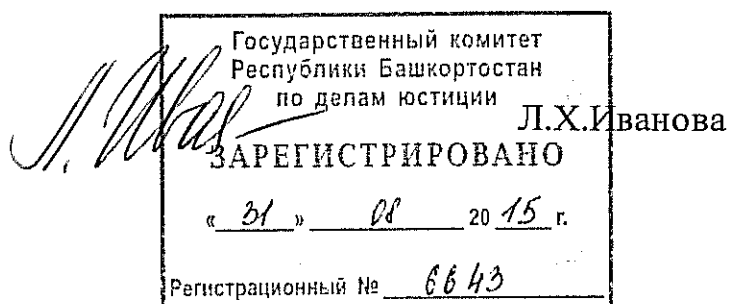 Государственный комитет
Республики Башкортостан
по делам юстиции
Л.Х.Иванова
ЗАРЕГИСТРИРОВАНО
« 31 » 08 20 15 г.
Регистрационный № 6643